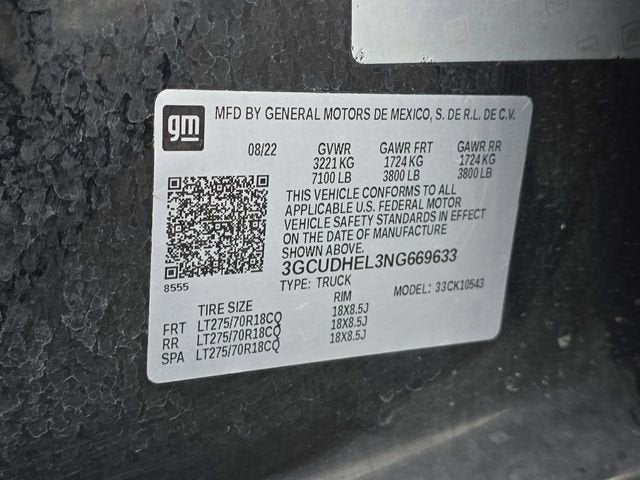 gm MFD BY GENERAL MOTORS DE MEXICO, S. DE R.L. DE C.V.
08/22 GVWR GAWR FRT GAWR RR
3221 KG 1724 KG 1724 KG
7100 LB 3800 LB 3800 LB
THIS VEHICLE CONFORMS TO ALL
APPLICABLE U.S. FEDERAL MOTOR
VEHICLE SAFETY STANDARDS IN EFFECT
ON THE DATE OF MANUFACTURE
SHOWN ABOVE.
3GCUDHEL3NG669633
8555 TYPE: TRUCK MODEL: 33CK10543
TIRE SIZE RIM
FRT LT275/70R18CQ 18X8.5J
RR LT275/70R18CQ 18X8.5J
SPA LT275/70R18CQ 18X8.5J